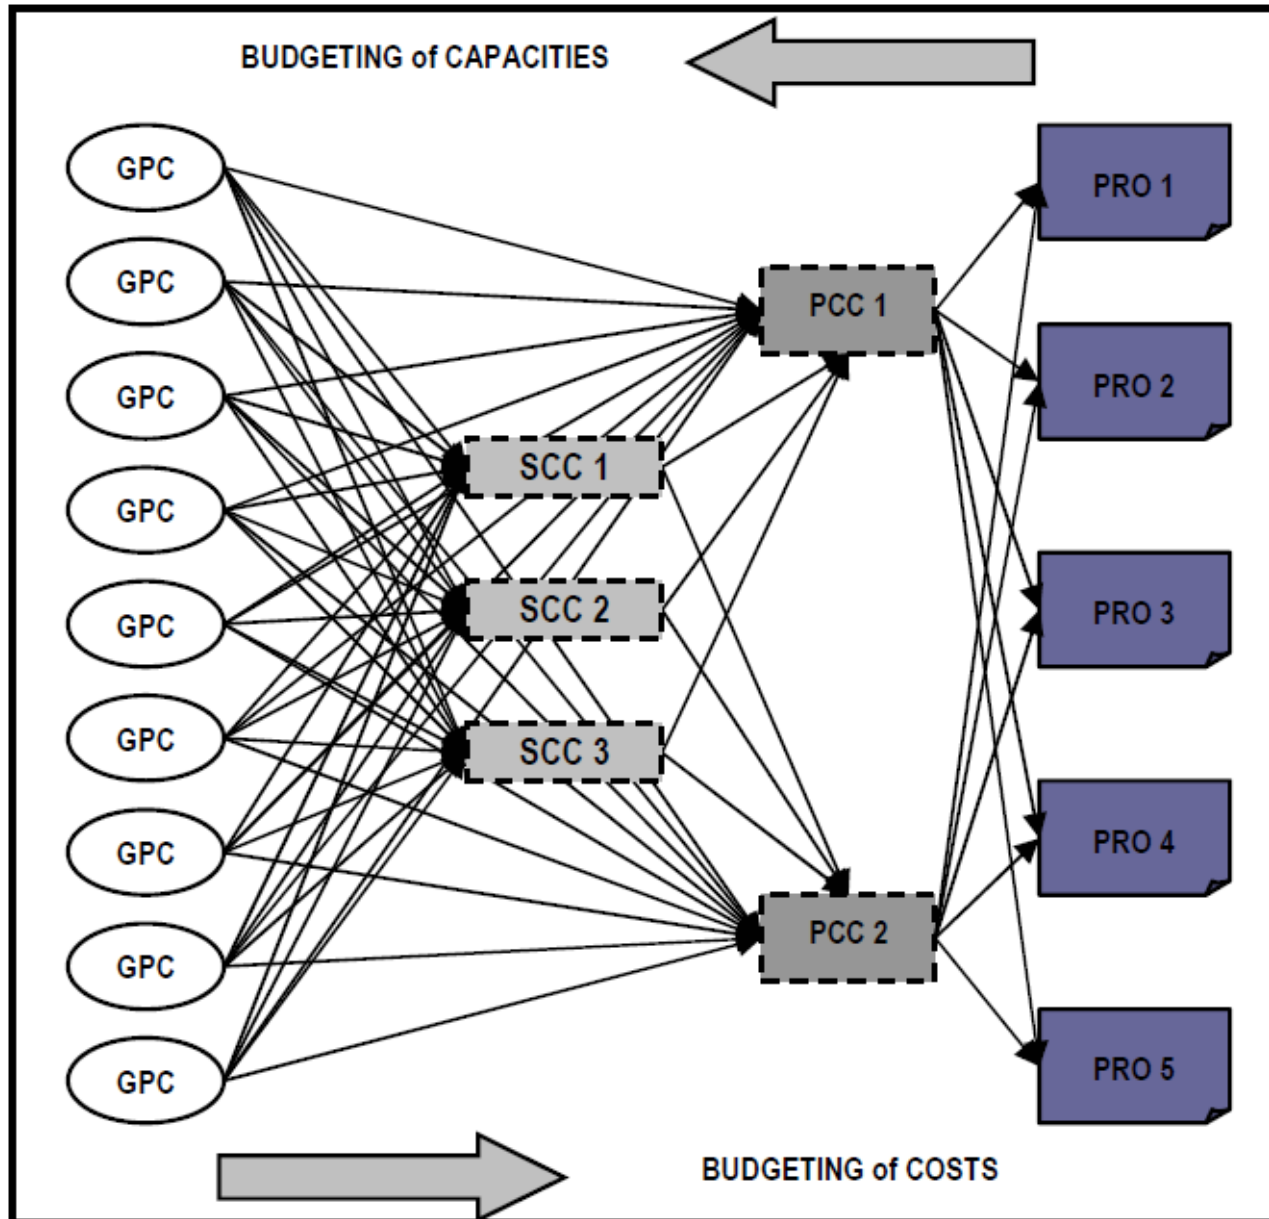 BUDGETING of CAPACITIES
GPC
GPC
GPC
GPC
GPC
GPC
GPC
GPC
GPC
SCC 1
SCC 2
SCC 3
PCC 1
PCC 2
PRO 1
PRO 2
PRO 3
PRO 4
PRO 5
BUDGETING of COSTS